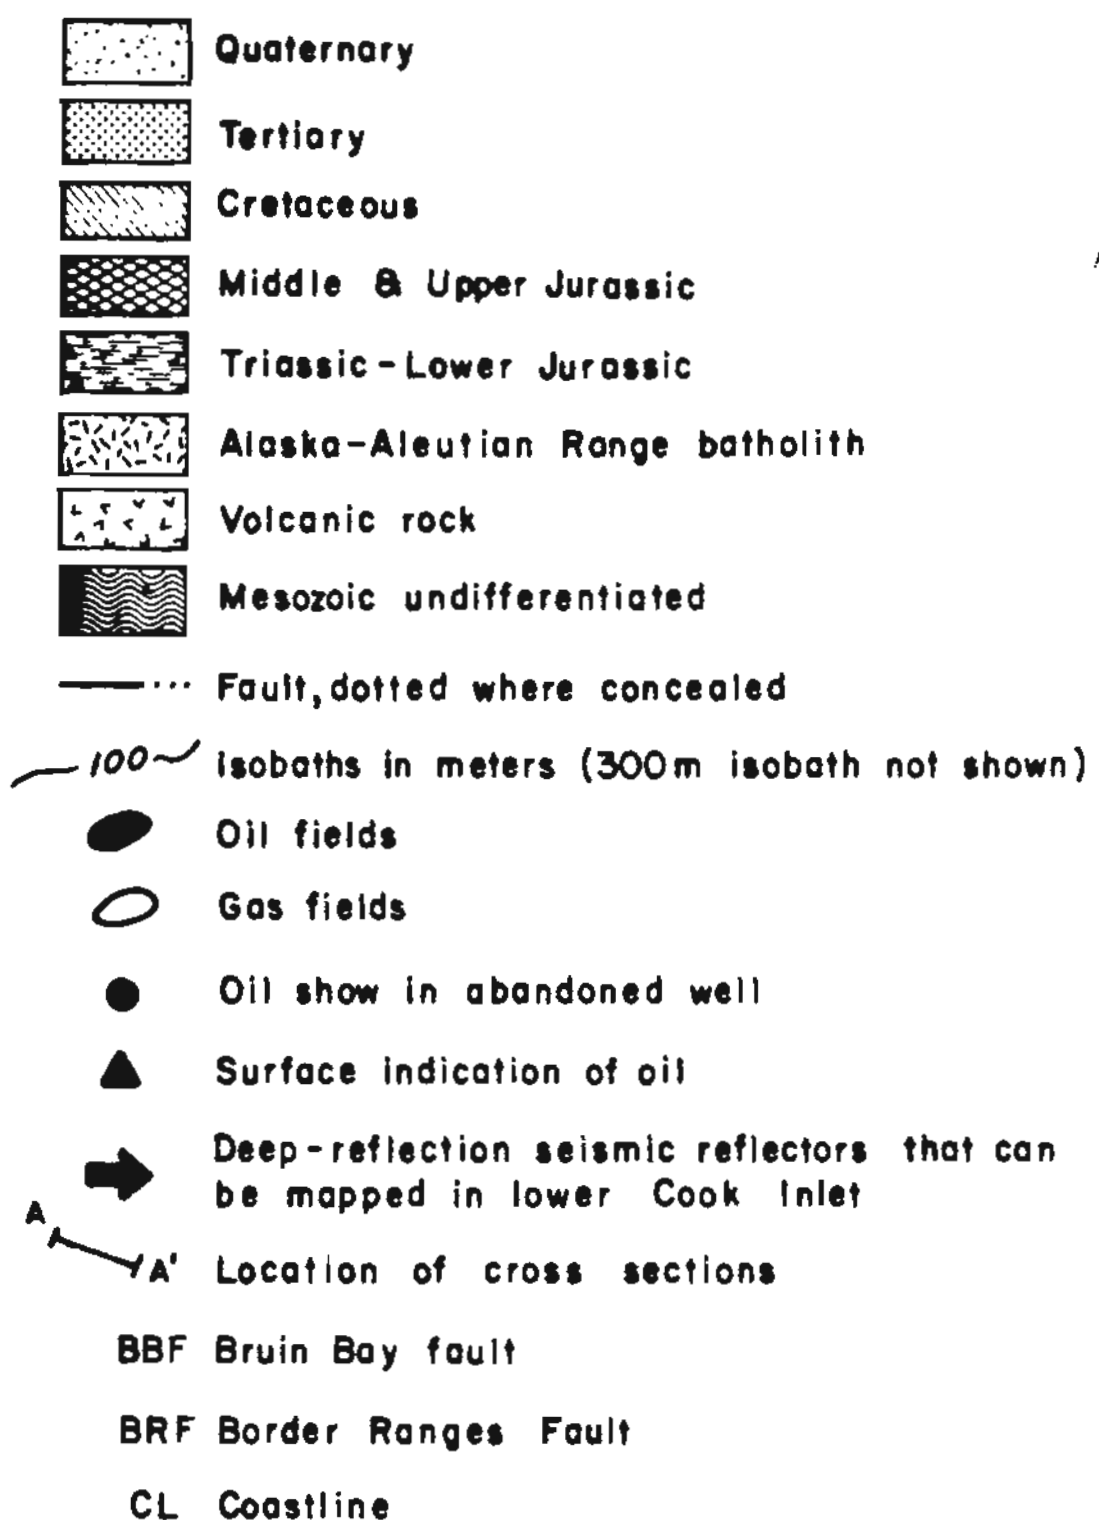 Quaternary
Tertiary
Cretaceous
Middle & Upper Jurassic
Triassic-Lower Jurassic
Alaska-Aleutian Range batholith
Volcanic rock
Mesozoic undifferentiated
Fault, dotted where concealed
100 Isobaths in meters (300m isobath not shown)
Oil fields
Gas fields
Oil show in abandoned well
Surface indication of oil
Deep-reflection seismic reflectors that can
be mapped in lower Cook Inlet
A A' Location of cross sections
BBF Bruin Bay fault
BRF Border Ranges Fault
CL Coastline